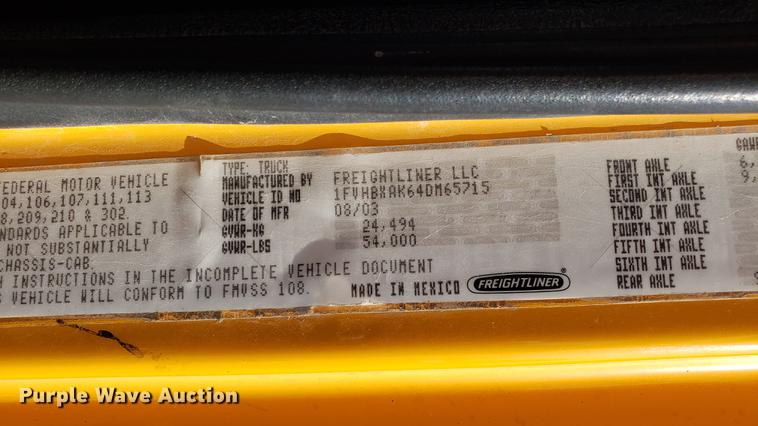 FEDERAL MOTOR VEHICLE
04,106,107,111,113
8,209,210 & 302.
NDARDS APPLICABLE TO
NOT SUBSTANTIALLY
CHASSIS-CAB.
H INSTRUCTIONS IN THE INCOMPLETE VEHICLE DOCUMENT
S VEHICLE WILL CONFORM TO FMVSS 108.
TYPE: TRUCK
MANUFACTURED BY FREIGHTLINER LLC
VEHICLE ID NO 1FVHBXAK64DM65715
DATE OF MFR 08/03
GVWR-KG 24,494
GVWR-LBS 54,000
MADE IN MEXICO FREIGHTLINER®
GAWR
FRONT AXLE 6,
FIRST INT AXLE 9,
SECOND INT AXLE
THIRD INT AXLE
FOURTH INT AXLE
FIFTH INT AXLE
SIXTH INT AXLE
REAR AXLE
Purple Wave Auction